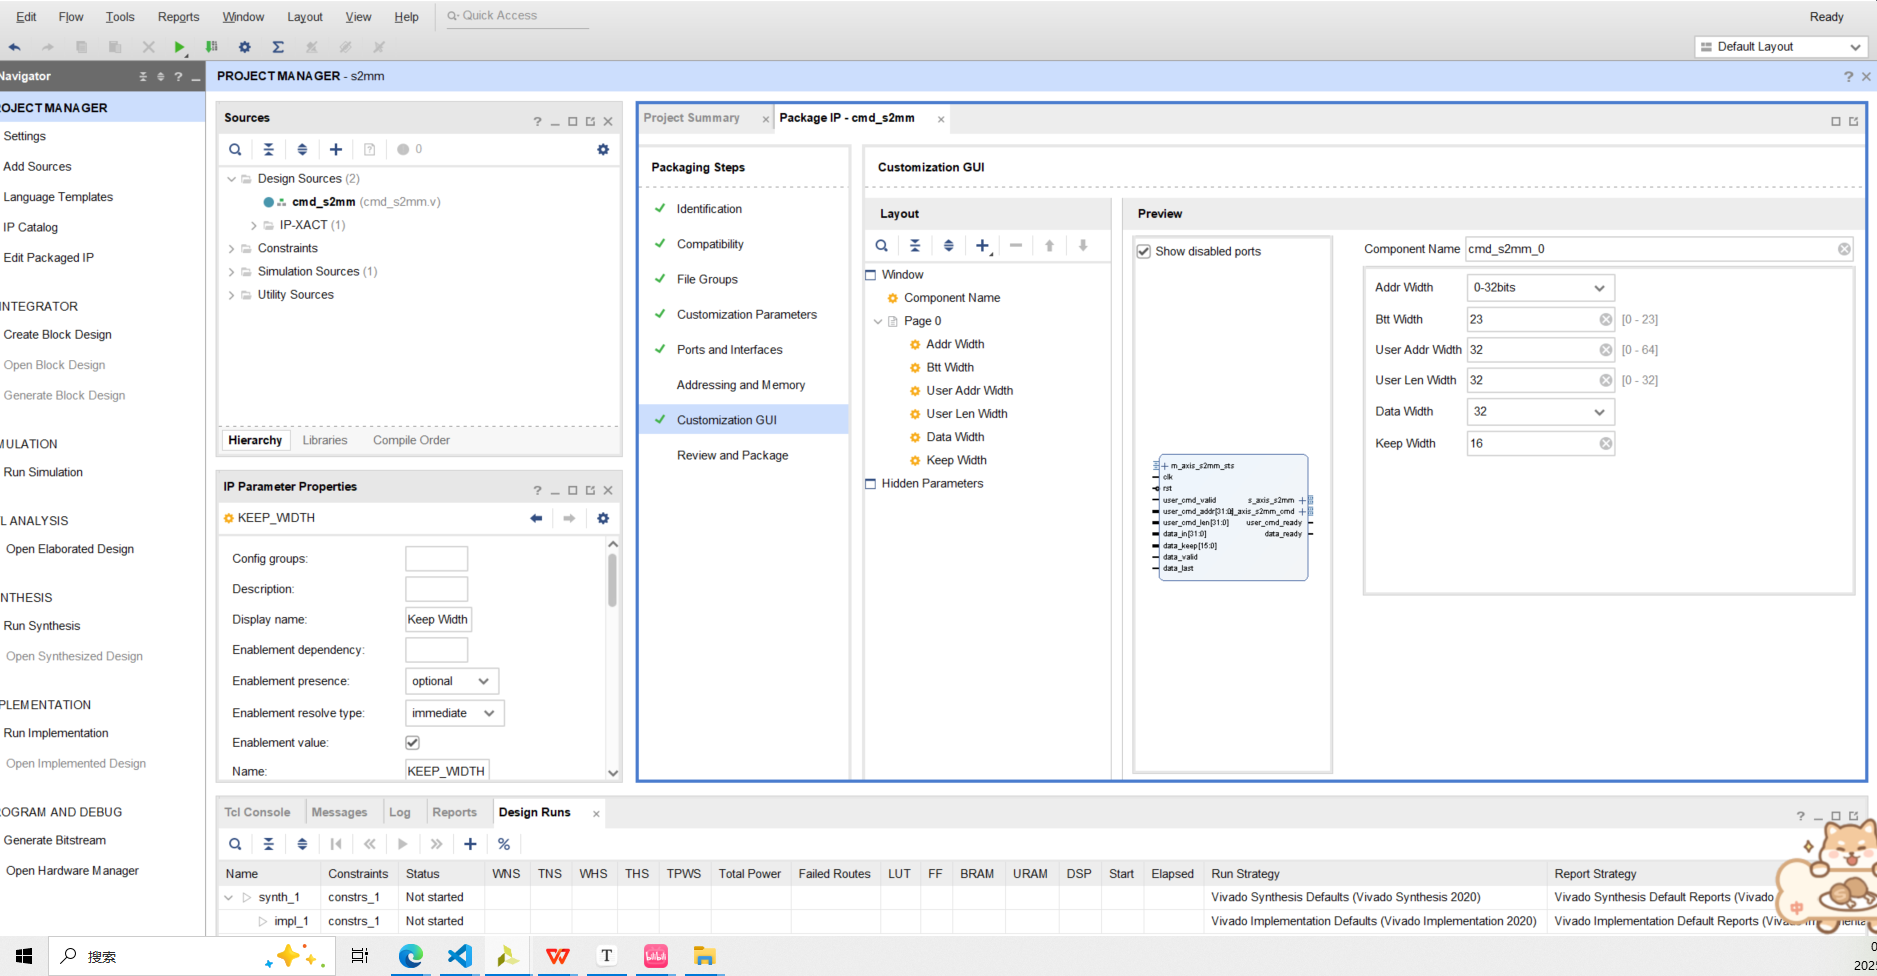 Edit Flow Tools Reports Window Layout View Help Quick Access Ready
Default Layout
Navigator
PROJECT MANAGER - s2mm
OJECT MANAGER
Settings
Add Sources
Language Templates
IP Catalog
Edit Packaged IP
INTEGRATOR
Create Block Design
Open Block Design
Generate Block Design
MULATION
Run Simulation
L ANALYSIS
Open Elaborated Design
NTHESIS
Run Synthesis
Open Synthesized Design
PLEMENTATION
Run Implementation
Open Implemented Design
OGRAM AND DEBUG
Generate Bitstream
Open Hardware Manager
Sources
0
Design Sources (2)
cmd_s2mm (cmd_s2mm.v)
IP-XACT (1)
Constraints
Simulation Sources (1)
Utility Sources
Hierarchy Libraries Compile Order
IP Parameter Properties
KEEP_WIDTH
Config groups:
Description:
Display name: Keep Width
Enablement dependency:
Enablement presence: optional
Enablement resolve type: immediate
Enablement value:
Name: KEEP_WIDTH
Project Summary Package IP - cmd_s2mm
Packaging Steps
Identification
Compatibility
File Groups
Customization Parameters
Ports and Interfaces
Addressing and Memory
Customization GUI
Review and Package
Customization GUI
Layout
Window
Component Name
Page 0
Addr Width
Btt Width
User Addr Width
User Len Width
Data Width
Keep Width
Hidden Parameters
Preview
Show disabled ports
m_axis_s2mm_sts
clk
rst
user_cmd_valid s_axis_s2mm
user_cmd_addr[31:0] _axis_s2mm_cmd
user_cmd_len[31:0] user_cmd_ready
data_in[31:0] data_ready
data_keep[15:0]
data_valid
data_last
Component Name cmd_s2mm_0
Addr Width 0-32bits
Btt Width 23 [0 - 23]
User Addr Width 32 [0 - 64]
User Len Width 32 [0 - 32]
Data Width 32
Keep Width 16
Tcl Console Messages Log Reports Design Runs
Name Constraints Status WNS TNS WHS THS TPWS Total Power Failed Routes LUT FF BRAM URAM DSP Start Elapsed Run Strategy Report Strategy
synth_1 constrs_1 Not started Vivado Synthesis Defaults (Vivado Synthesis 2020) Vivado Synthesis Default Reports (Vivado
impl_1 constrs_1 Not started Vivado Implementation Defaults (Vivado Implementation 2020) Vivado Implementation Default Reports
中
搜索
W
T
bilibili
202